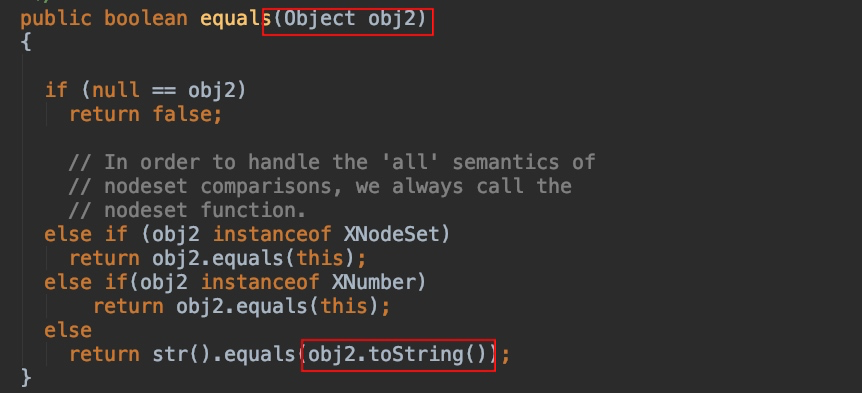 public boolean equals(Object obj2)
{
if (null == obj2)
return false;
// In order to handle the 'all' semantics of
// nodeset comparisons, we always call the
// nodeset function.
else if (obj2 instanceof XNodeSet)
return obj2.equals(this);
else if(obj2 instanceof XNumber)
return obj2.equals(this);
else
return str().equals(obj2.toString());
}